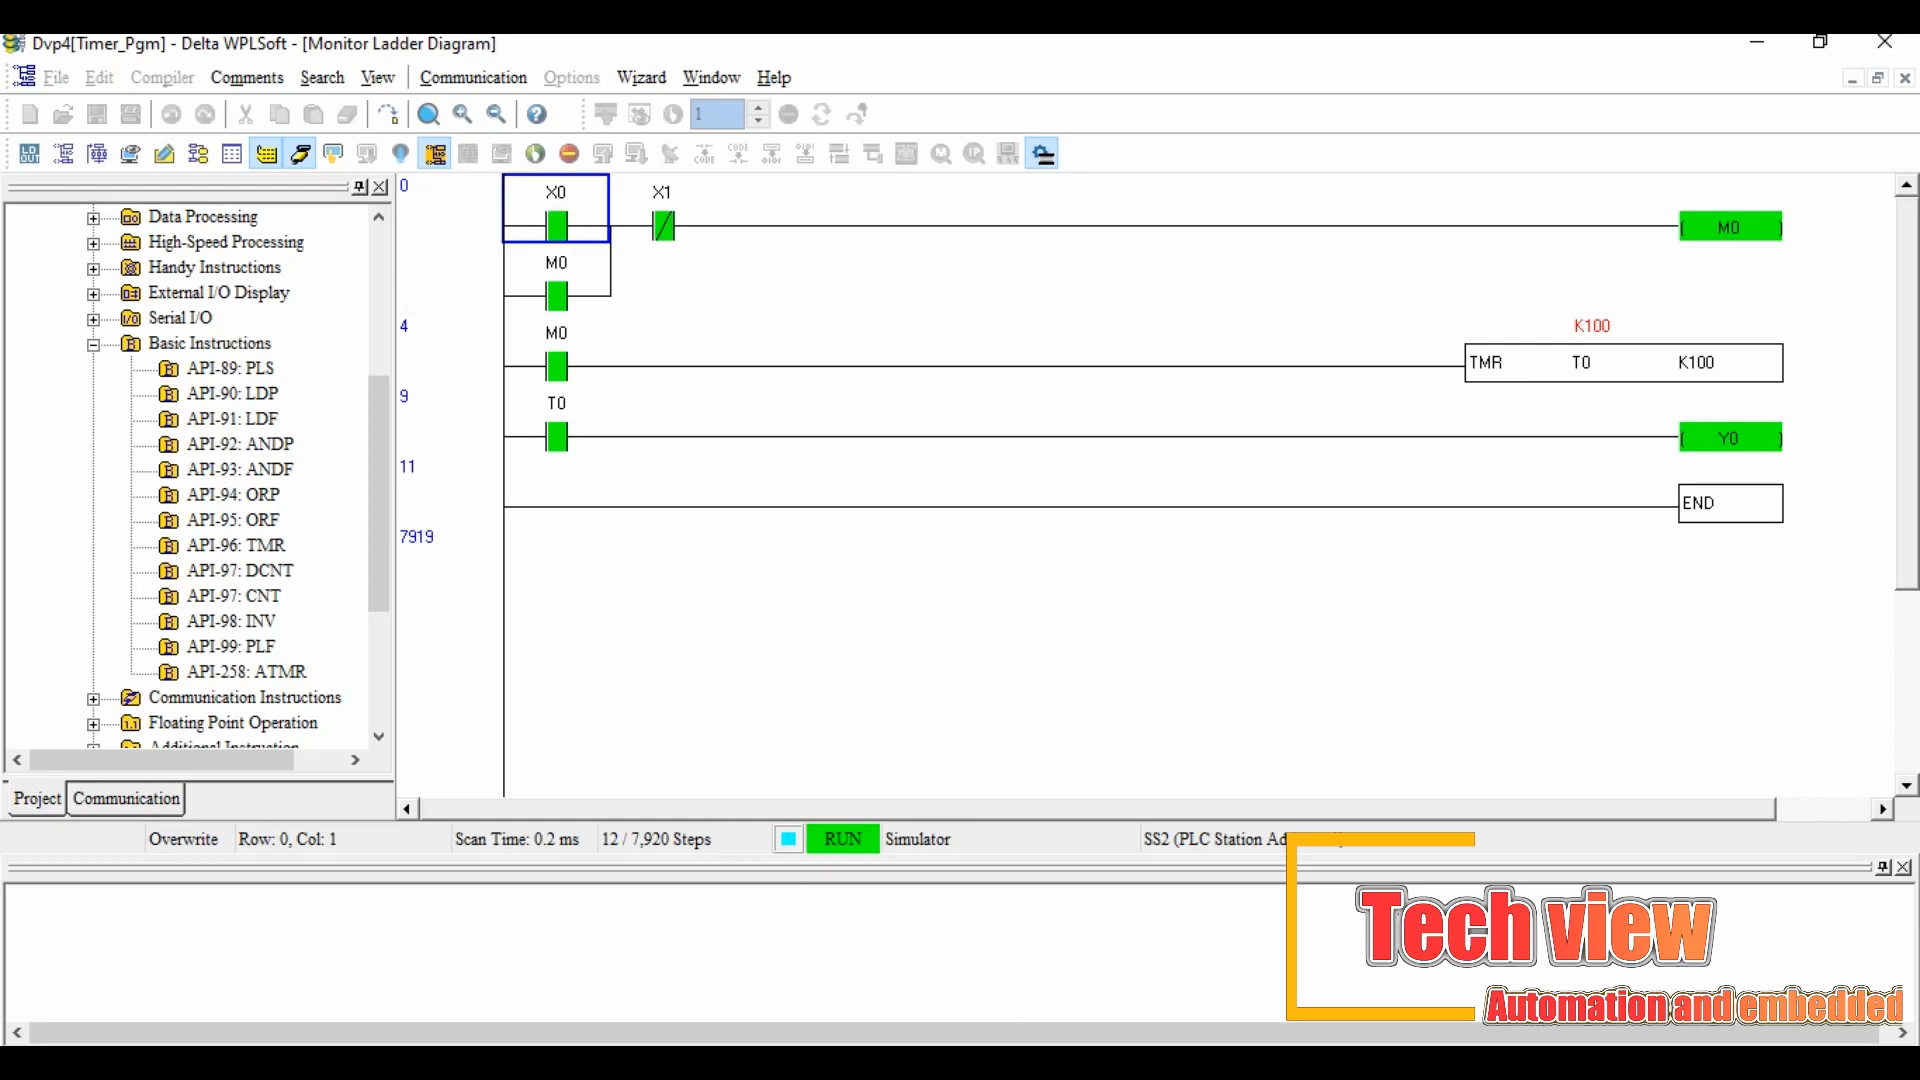 Dvp4[Timer_Pgm] - Delta WPLSoft - [Monitor Ladder Diagram]
File Edit Compiler Comments Search View Communication Options Wizard Window Help
1
Data Processing
High-Speed Processing
Handy Instructions
External I/O Display
Serial I/O
Basic Instructions
API-89: PLS
API-90: LDP
API-91: LDF
API-92: ANDP
API-93: ANDF
API-94: ORP
API-95: ORF
API-96: TMR
API-97: DCNT
API-97: CNT
API-98: INV
API-99: PLF
API-258: ATMR
Communication Instructions
Floating Point Operation
Additional Instruction
Project Communication
0
X0 X1
M0
M0
4
M0
K100
TMR T0 K100
9
T0
Y0
11
END
7919
Overwrite Row: 0, Col: 1 Scan Time: 0.2 ms 12 / 7,920 Steps RUN Simulator SS2 (PLC Station
Tech view
Automation and embedded